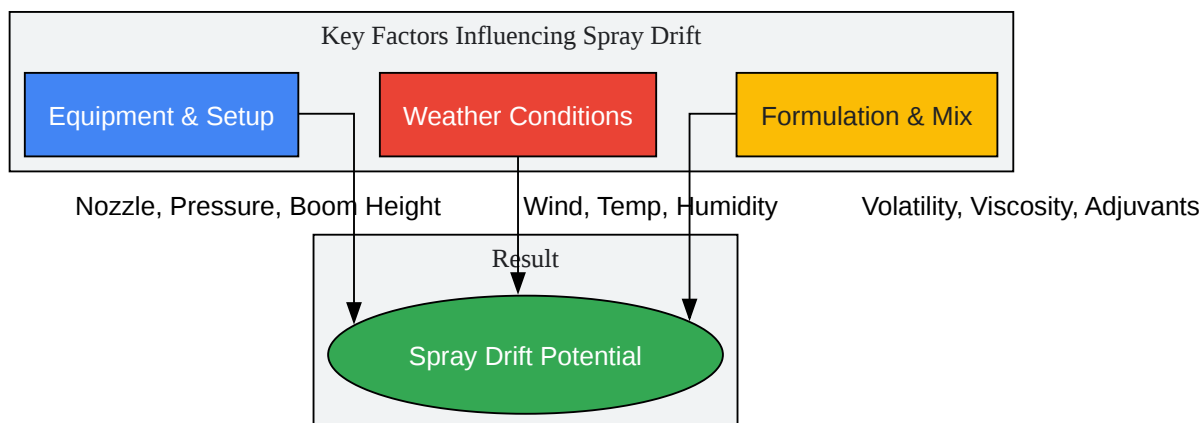 Key Factors Influencing Spray Drift
Equipment & Setup
Weather Conditions
Formulation & Mix
Nozzle, Pressure, Boom Height
Wind, Temp, Humidity
Volatility, Viscosity, Adjuvants
Result
Spray Drift Potential